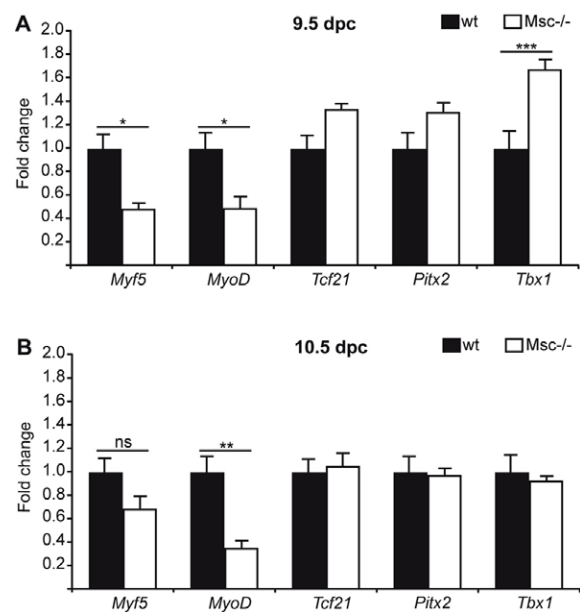 A
9.5 dpc
wt
Msc-/-
Fold change
2.0
1.8
1.6
1.4
1.2
1.0
0.8
0.6
0.4
0.2
*
*
***
Myf5 MyoD Tcf21 Pitx2 Tbx1
B
10.5 dpc
wt
Msc-/-
Fold change
2.0
1.8
1.6
1.4
1.2
1.0
0.8
0.6
0.4
0.2
ns
**
Myf5 MyoD Tcf21 Pitx2 Tbx1